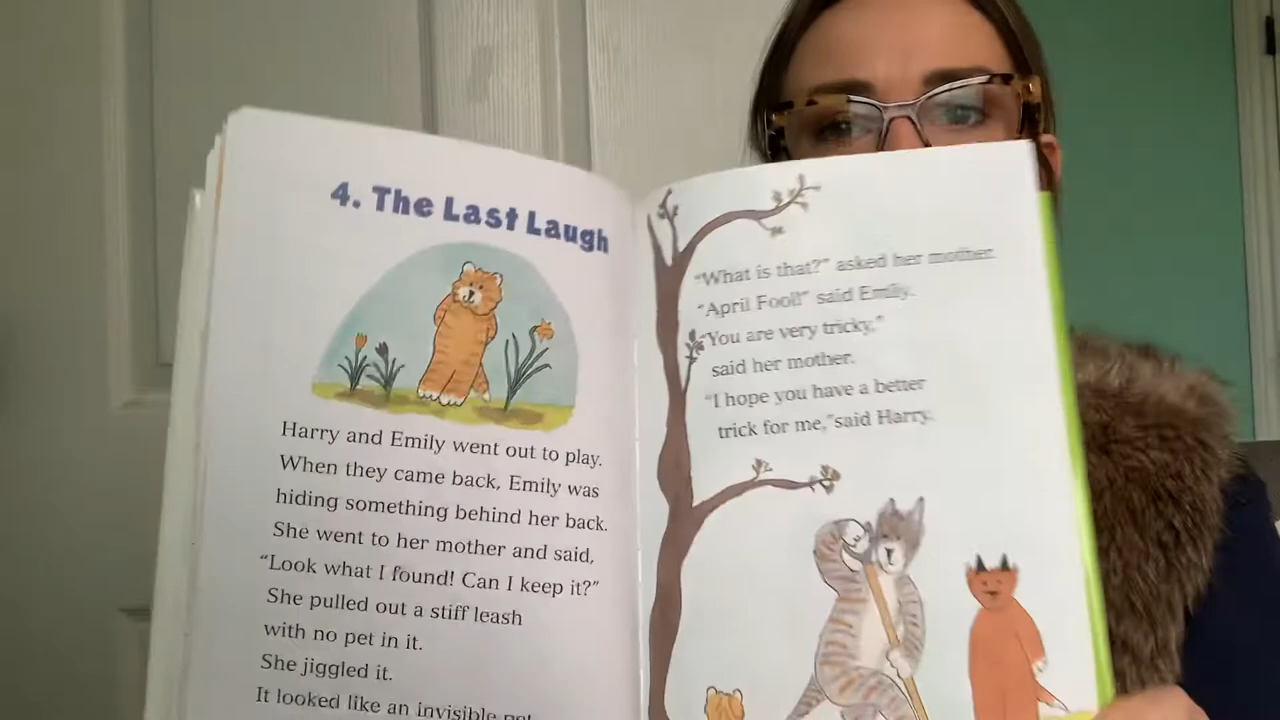 4. The Last Laugh
Harry and Emily went out to play.
When they came back, Emily was
hiding something behind her back.
She went to her mother and said,
“Look what I found! Can I keep it?”
She pulled out a stiff leash
with no pet in it.
She jiggled it.
It looked like an invisible pet
“What is that?” asked her mother.
“April Fool!” said Emily.
“You are very tricky,”
said her mother.
“I hope you have a better
trick for me,” said Harry.